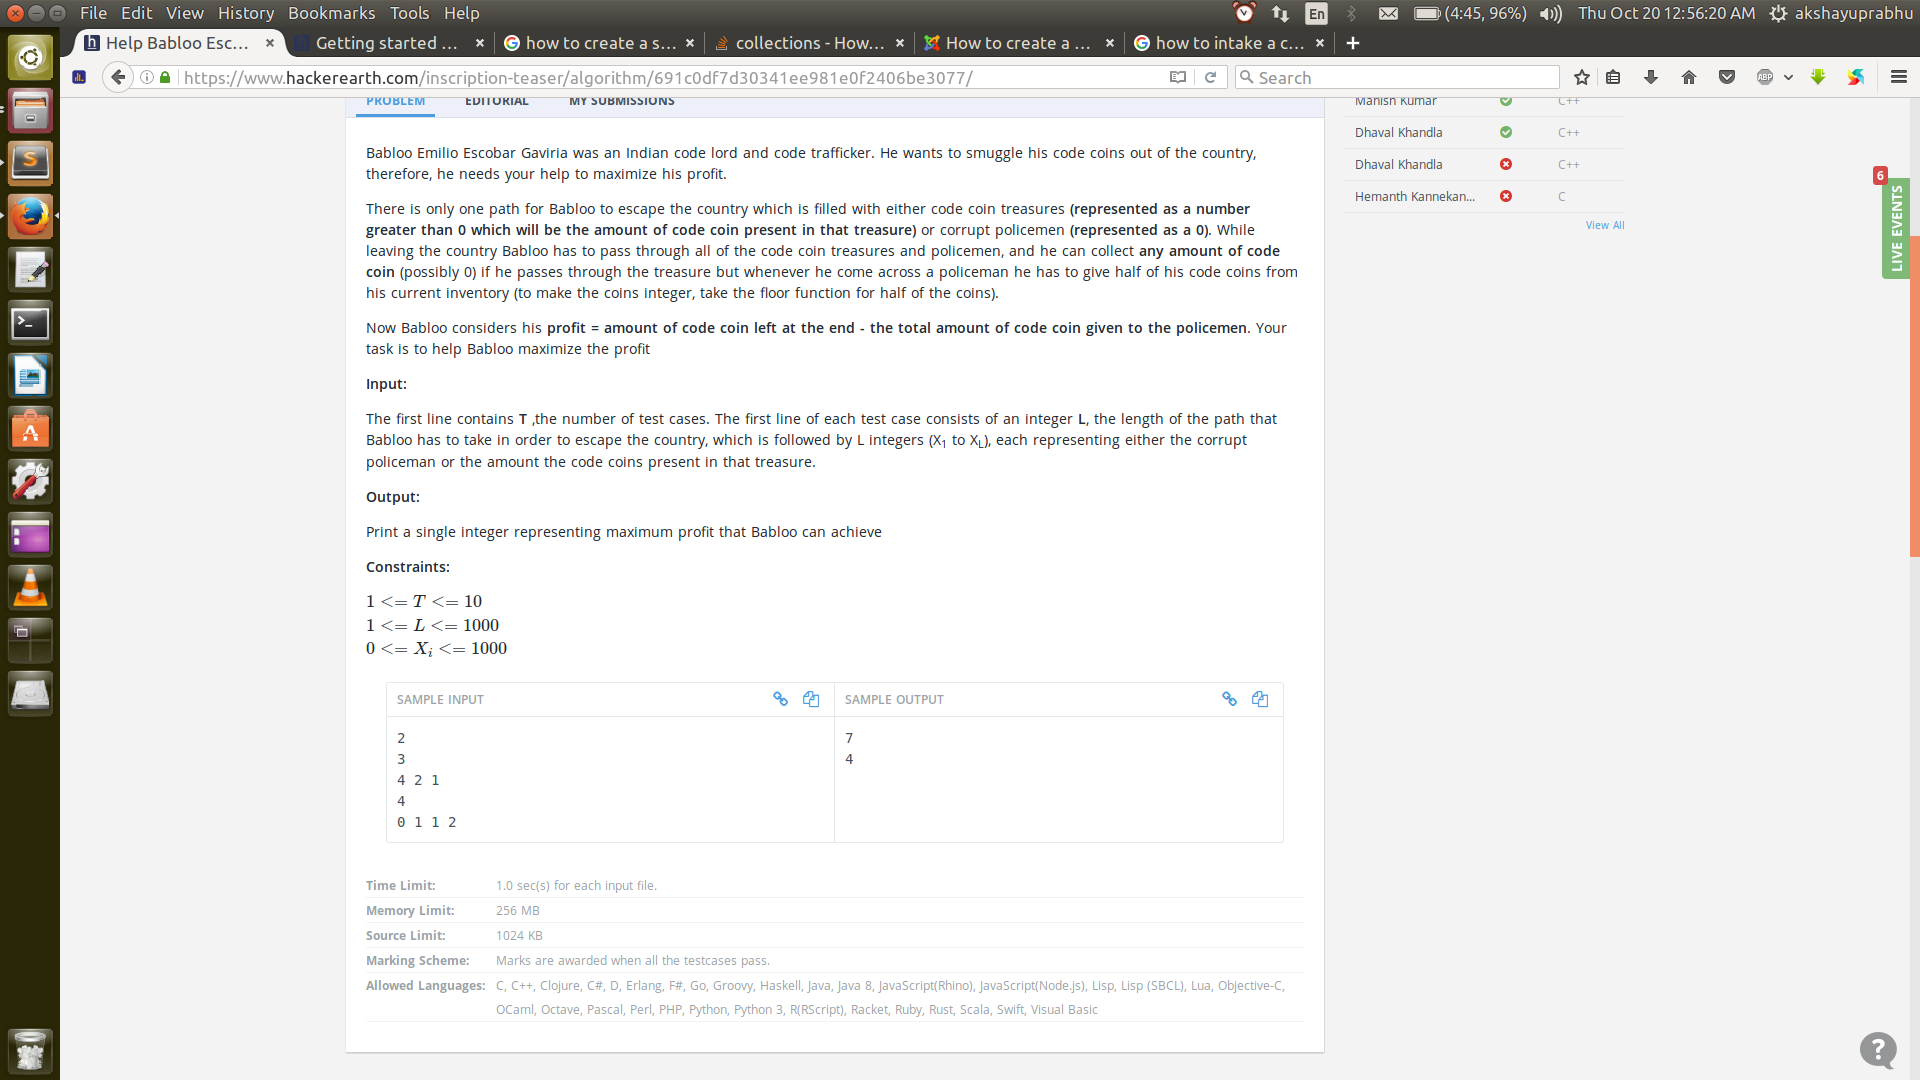 File Edit View History Bookmarks Tools Help En (4:45, 96%) Thu Oct 20 12:56:20 AM akshayuprabhu
Help Babloo Esc... × Getting started ... × how to create a s... × collections - How... × How to create a ... × how to intake a c... ×
https://www.hackerearth.com/inscription-teaser/algorithm/691c0df7d30341ee981e0f2406be3077/ Search ABP
PROBLEM EDITORIAL MY SUBMISSIONS
Babloo Emilio Escobar Gaviria was an Indian code lord and code trafficker. He wants to smuggle his code coins out of the country,
therefore, he needs your help to maximize his profit.
There is only one path for Babloo to escape the country which is filled with either code coin treasures (represented as a number
greater than 0 which will be the amount of code coin present in that treasure) or corrupt policemen (represented as a 0). While
leaving the country Babloo has to pass through all of the code coin treasures and policemen, and he can collect any amount of code
coin (possibly 0) if he passes through the treasure but whenever he come across a policeman he has to give half of his code coins from
his current inventory (to make the coins integer, take the floor function for half of the coins).
Now Babloo considers his profit = amount of code coin left at the end - the total amount of code coin given to the policemen. Your
task is to help Babloo maximize the profit
Input:
The first line contains T ,the number of test cases. The first line of each test case consists of an integer L, the length of the path that
Babloo has to take in order to escape the country, which is followed by L integers (X1 to XL), each representing either the corrupt
policeman or the amount the code coins present in that treasure.
Output:
Print a single integer representing maximum profit that Babloo can achieve
Constraints:
1 <= T <= 10
1 <= L <= 1000
0 <= Xi <= 1000
SAMPLE INPUT
2
3
4 2 1
4
0 1 1 2
SAMPLE OUTPUT
7
4
Time Limit: 1.0 sec(s) for each input file.
Memory Limit: 256 MB
Source Limit: 1024 KB
Marking Scheme: Marks are awarded when all the testcases pass.
Allowed Languages: C, C++, Clojure, C#, D, Erlang, F#, Go, Groovy, Haskell, Java, Java 8, JavaScript(Rhino), JavaScript(Node.js), Lisp, Lisp (SBCL), Lua, Objective-C,
OCaml, Octave, Pascal, Perl, PHP, Python, Python 3, R(RScript), Racket, Ruby, Rust, Scala, Swift, Visual Basic
Manish Kumar C++
Dhaval Khandla C++
Dhaval Khandla C++
Hemanth Kannekan... C
View All
6
LIVE EVENTS
?